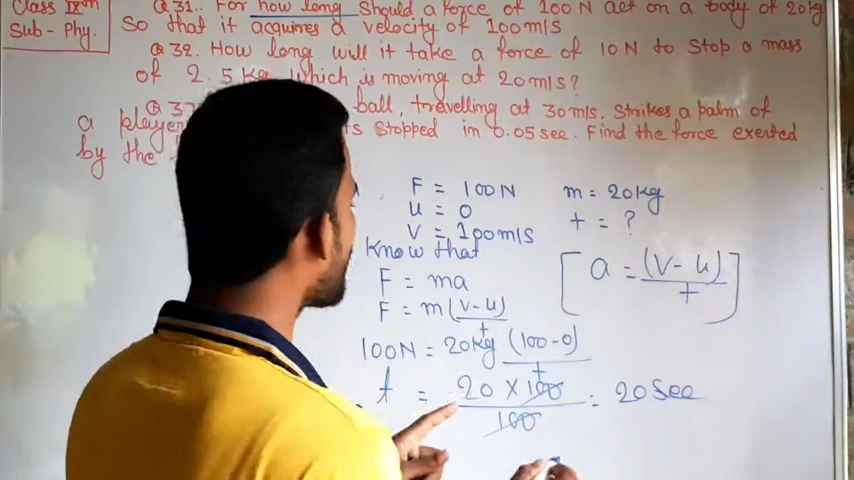 Class IXth
Sub - Phy.
Q 31.. For how long should a force of 100 N act on a body of 20kg
so that it acquires a velocity of 100m/s
Q 32. How long will it take a force of 10 N to stop a mass
of 2.5 kg which is moving at 20m/s?
ball, travelling at 30m/s. strikes a palm of
a player stopped in 0.05sec. Find the force exerted
by the
F = 100N
m = 20kg
u = 0
t = ?
V = 100m/s
Know that
F = ma
[a = (V-u)/t]
F = m(V-u)/t
100N = 20kg (100-0)/t
t = 20 X 100/100 = 20 Sec